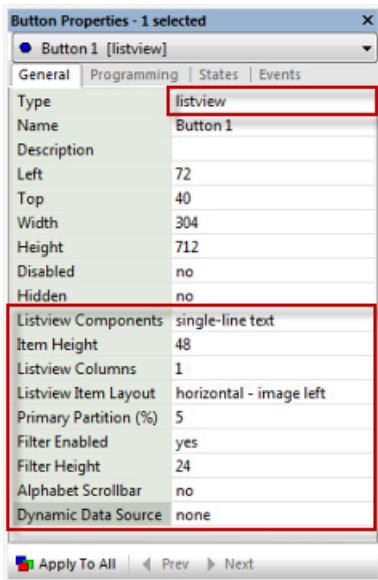 Button Properties - 1 selected x
Button 1 [listview]
General Programming | States | Events
Type listview
Name Button 1
Description
Left 72
Top 40
Width 304
Height 712
Disabled no
Hidden no
Listview Components single-line text
Item Height 48
Listview Columns 1
Listview Item Layout horizontal - image left
Primary Partition (%) 5
Filter Enabled yes
Filter Height 24
Alphabet Scrollbar no
Dynamic Data Source none
Apply To All Prev Next